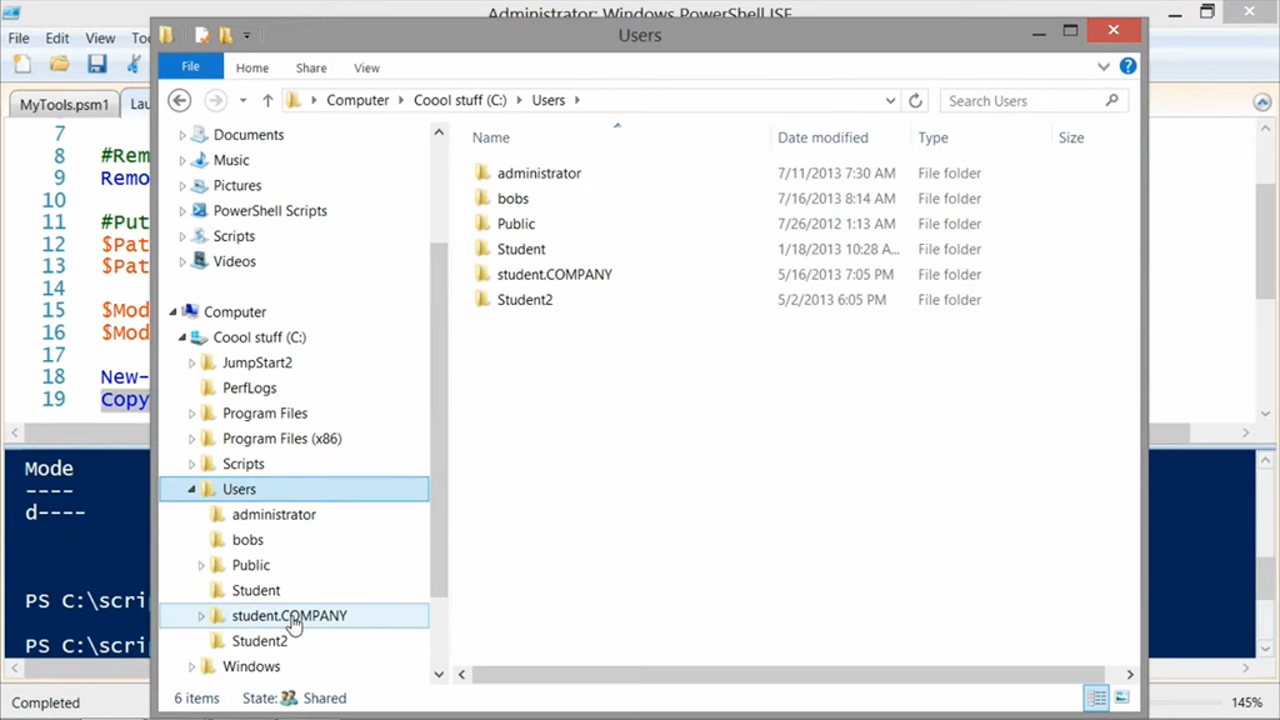 Administrator: Windows PowerShell ISE
Users
File Edit View
File Home Share View
Computer Coool stuff (C:) Users
Search Users
MyTools.psm1
7
8 #Rem
9 Remo
10
11 #Put
12 $Pat
13 $Pat
14
15 $Mod
16 $Mod
17
18 New-
19 Copy
Mode
----
d----
PS C:\scri
PS C:\scri
Completed
145%
Documents
Music
Pictures
PowerShell Scripts
Scripts
Videos
Computer
Coool stuff (C:)
JumpStart2
PerfLogs
Program Files
Program Files (x86)
Scripts
Users
administrator
bobs
Public
Student
student.COMPANY
Student2
Windows
Name Date modified Type Size
administrator 7/11/2013 7:30 AM File folder
bobs 7/16/2013 8:14 AM File folder
Public 7/26/2012 1:13 AM File folder
Student 1/18/2013 10:28 A... File folder
student.COMPANY 5/16/2013 7:05 PM File folder
Student2 5/2/2013 6:05 PM File folder
6 items State: Shared